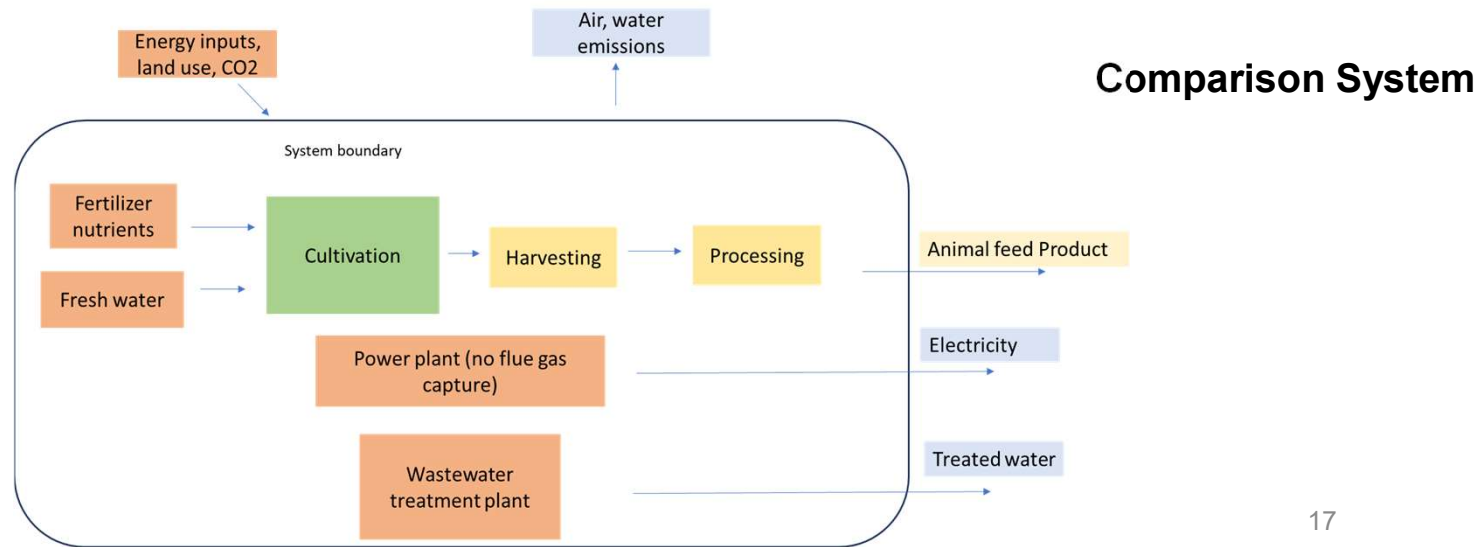 Air, water
emissions
Energy inputs,
land use, CO2
Comparison System
System boundary
Fertilizer
nutrients
Cultivation
Harvesting
Processing
Animal feed Product
Fresh water
Power plant (no flue gas
capture)
Electricity
Wastewater
treatment plant
Treated water
17